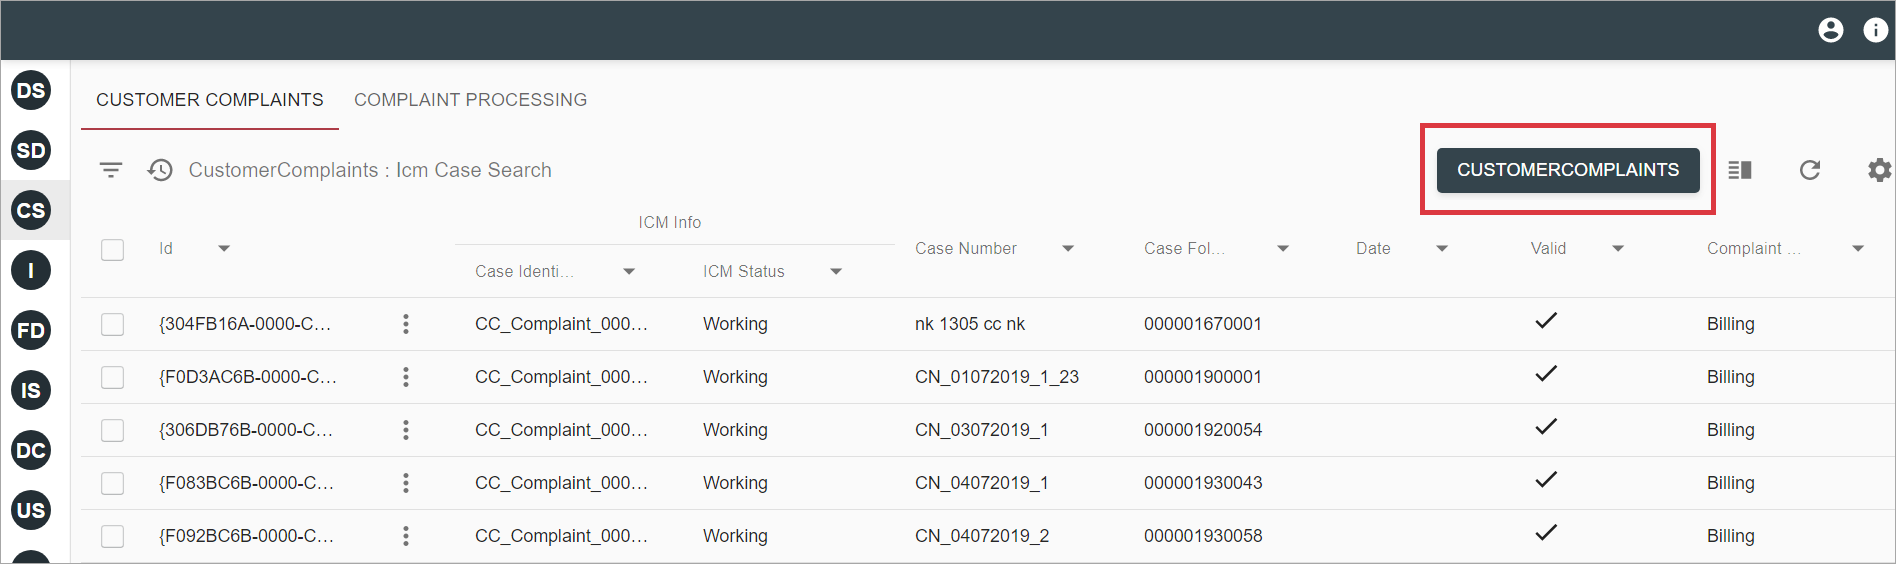 DS
SD
CS
I
FD
IS
DC
US
CUSTOMER COMPLAINTS COMPLAINT PROCESSING
CustomerComplaints : Icm Case Search CUSTOMERCOMPLAINTS
ICM Info
Id Case Number Case Fol... Date Valid Complaint ...
Case Identi... ICM Status
{304FB16A-0000-C... CC_Complaint_000... Working nk 1305 cc nk 000001670001 Billing
{F0D3AC6B-0000-C... CC_Complaint_000... Working CN_01072019_1_23 000001900001 Billing
{306DB76B-0000-C... CC_Complaint_000... Working CN_03072019_1 000001920054 Billing
{F083BC6B-0000-C... CC_Complaint_000... Working CN_04072019_1 000001930043 Billing
{F092BC6B-0000-C... CC_Complaint_000... Working CN_04072019_2 000001930058 Billing